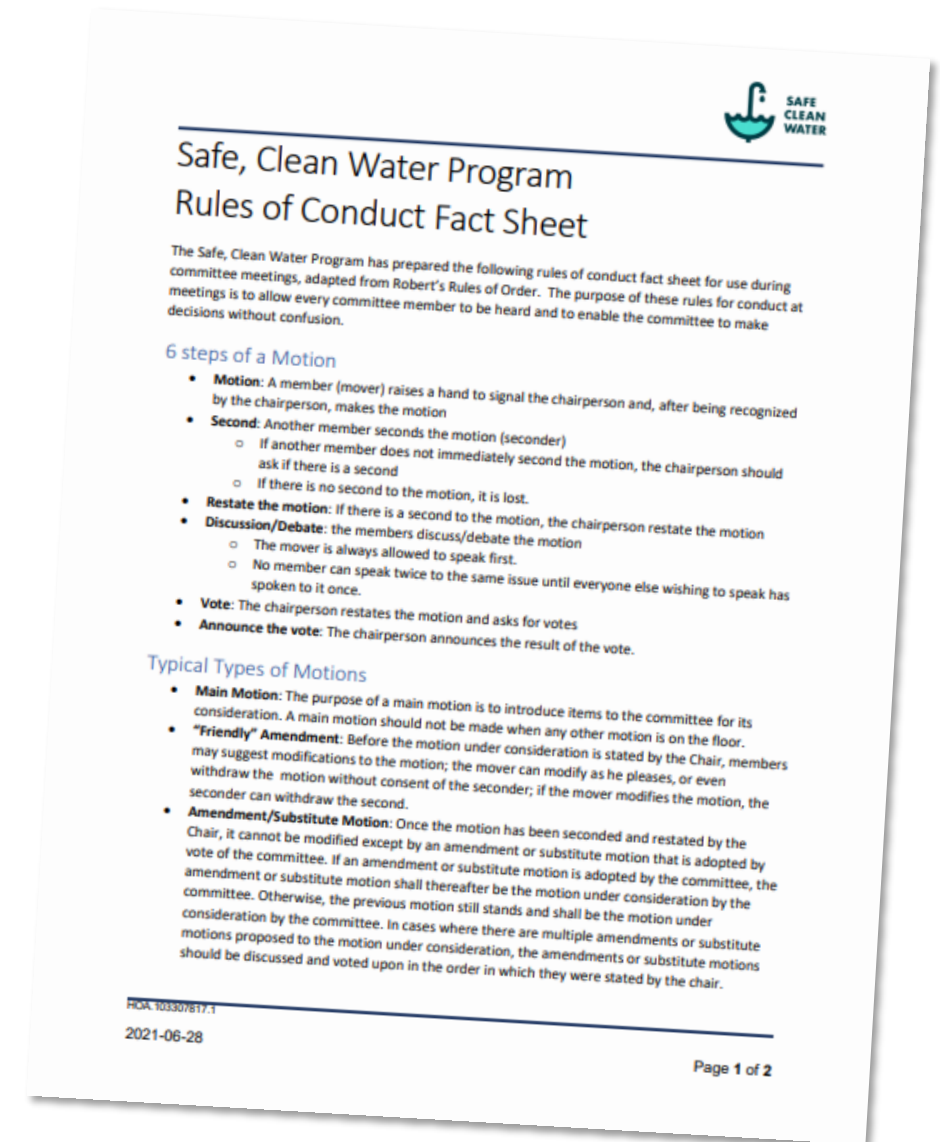 SAFE
CLEAN
WATER
Safe, Clean Water Program
Rules of Conduct Fact Sheet
The Safe, Clean Water Program has prepared the following rules of conduct fact sheet for use during
committee meetings, adapted from Robert's Rules of Order. The purpose of these rules for conduct at
meetings is to allow every committee member to be heard and to enable the committee to make
decisions without confusion.
6 steps of a Motion
• Motion: A member (mover) raises a hand to signal the chairperson and, after being recognized
by the chairperson, makes the motion
• Second: Another member seconds the motion (seconder)
o If another member does not immediately second the motion, the chairperson should
ask if there is a second
o If there is no second to the motion, it is lost.
• Restate the motion: If there is a second to the motion, the chairperson restate the motion
• Discussion/Debate: the members discuss/debate the motion
o The mover is always allowed to speak first.
o No member can speak twice to the same issue until everyone else wishing to speak has
spoken to it once.
• Vote: The chairperson restates the motion and asks for votes
• Announce the vote: The chairperson announces the result of the vote.
Typical Types of Motions
• Main Motion: The purpose of a main motion is to introduce items to the committee for its
consideration. A main motion should not be made when any other motion is on the floor.
• "Friendly" Amendment: Before the motion under consideration is stated by the Chair, members
may suggest modifications to the motion; the mover can modify as he pleases, or even
withdraw the motion without consent of the seconder; if the mover modifies the motion, the
seconder can withdraw the second.
• Amendment/Substitute Motion: Once the motion has been seconded and restated by the
Chair, it cannot be modified except by an amendment or substitute motion that is adopted by
vote of the committee. If an amendment or substitute motion is adopted by the committee, the
amendment or substitute motion shall thereafter be the motion under consideration by the
committee. Otherwise, the previous motion still stands and shall be the motion under
consideration by the committee. In cases where there are multiple amendments or substitute
motions proposed to the motion under consideration, the amendments or substitute motions
should be discussed and voted upon in the order in which they were stated by the chair.
HOA.103307817.1
2021-06-28
Page 1 of 2